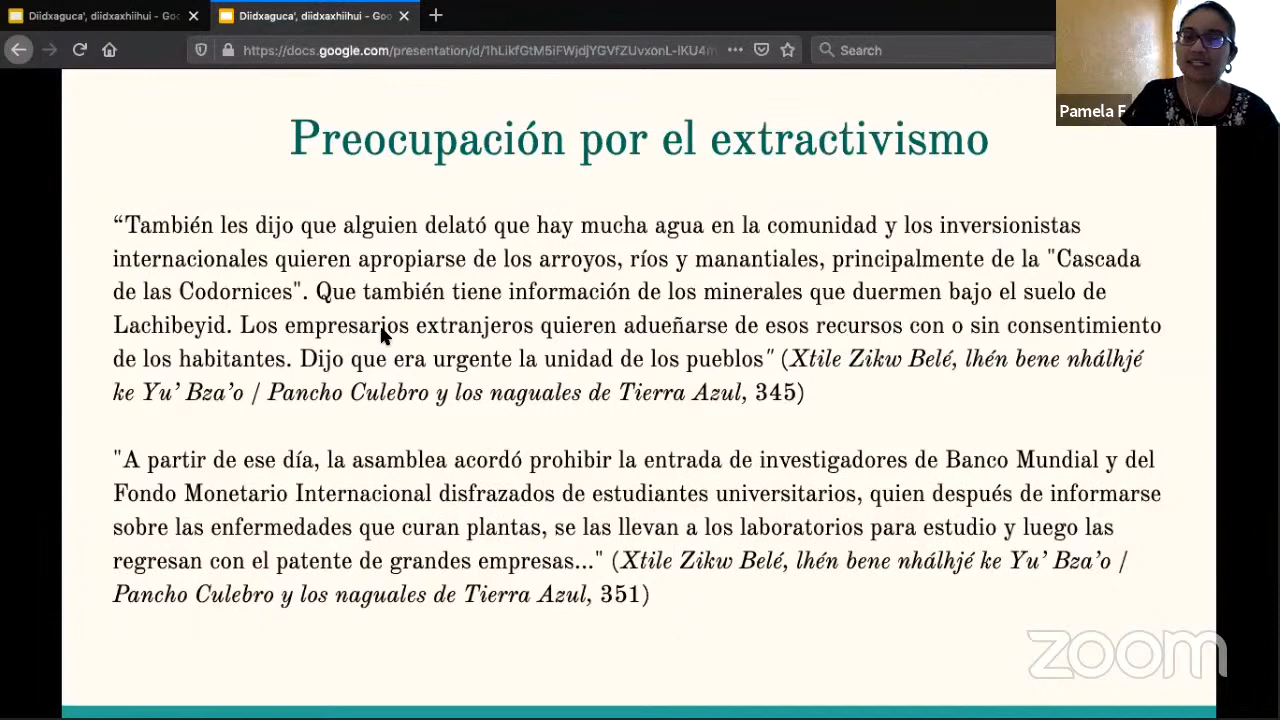 Diidxaguca', diidxaxhiihui - Goo
Diidxaguca', diidxaxhiihui - Goo
https://docs.google.com/presentation/d/1hLikfGtM5iFWjdjYGVfZUvxonL-IKU4m
Search
Pamela F
Preocupación por el extractivismo
“También les dijo que alguien delató que hay mucha agua en la comunidad y los inversionistas
internacionales quieren apropiarse de los arroyos, ríos y manantiales, principalmente de la "Cascada
de las Codornices". Que también tiene información de los minerales que duermen bajo el suelo de
Lachibeyid. Los empresarios extranjeros quieren adueñarse de esos recursos con o sin consentimiento
de los habitantes. Dijo que era urgente la unidad de los pueblos" (Xtile Zikw Belé, lhén bene nhálhjé
ke Yu’ Bza’o / Pancho Culebro y los naguales de Tierra Azul, 345)
"A partir de ese día, la asamblea acordó prohibir la entrada de investigadores de Banco Mundial y del
Fondo Monetario Internacional disfrazados de estudiantes universitarios, quien después de informarse
sobre las enfermedades que curan plantas, se las llevan a los laboratorios para estudio y luego las
regresan con el patente de grandes empresas..." (Xtile Zikw Belé, lhén bene nhálhjé ke Yu’ Bza’o /
Pancho Culebro y los naguales de Tierra Azul, 351)
zoom